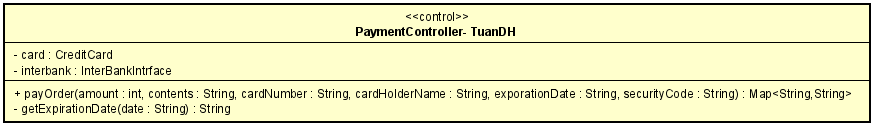 <<control>>
PaymentController- TuanDH
- card : CreditCard
- interbank : InterBankIntrface
+ payOrder(amount : int, contents : String, cardNumber : String, cardHolderName : String, exporationDate : String, securityCode : String) : Map<String,String>
- getExpirationDate(date : String) : String